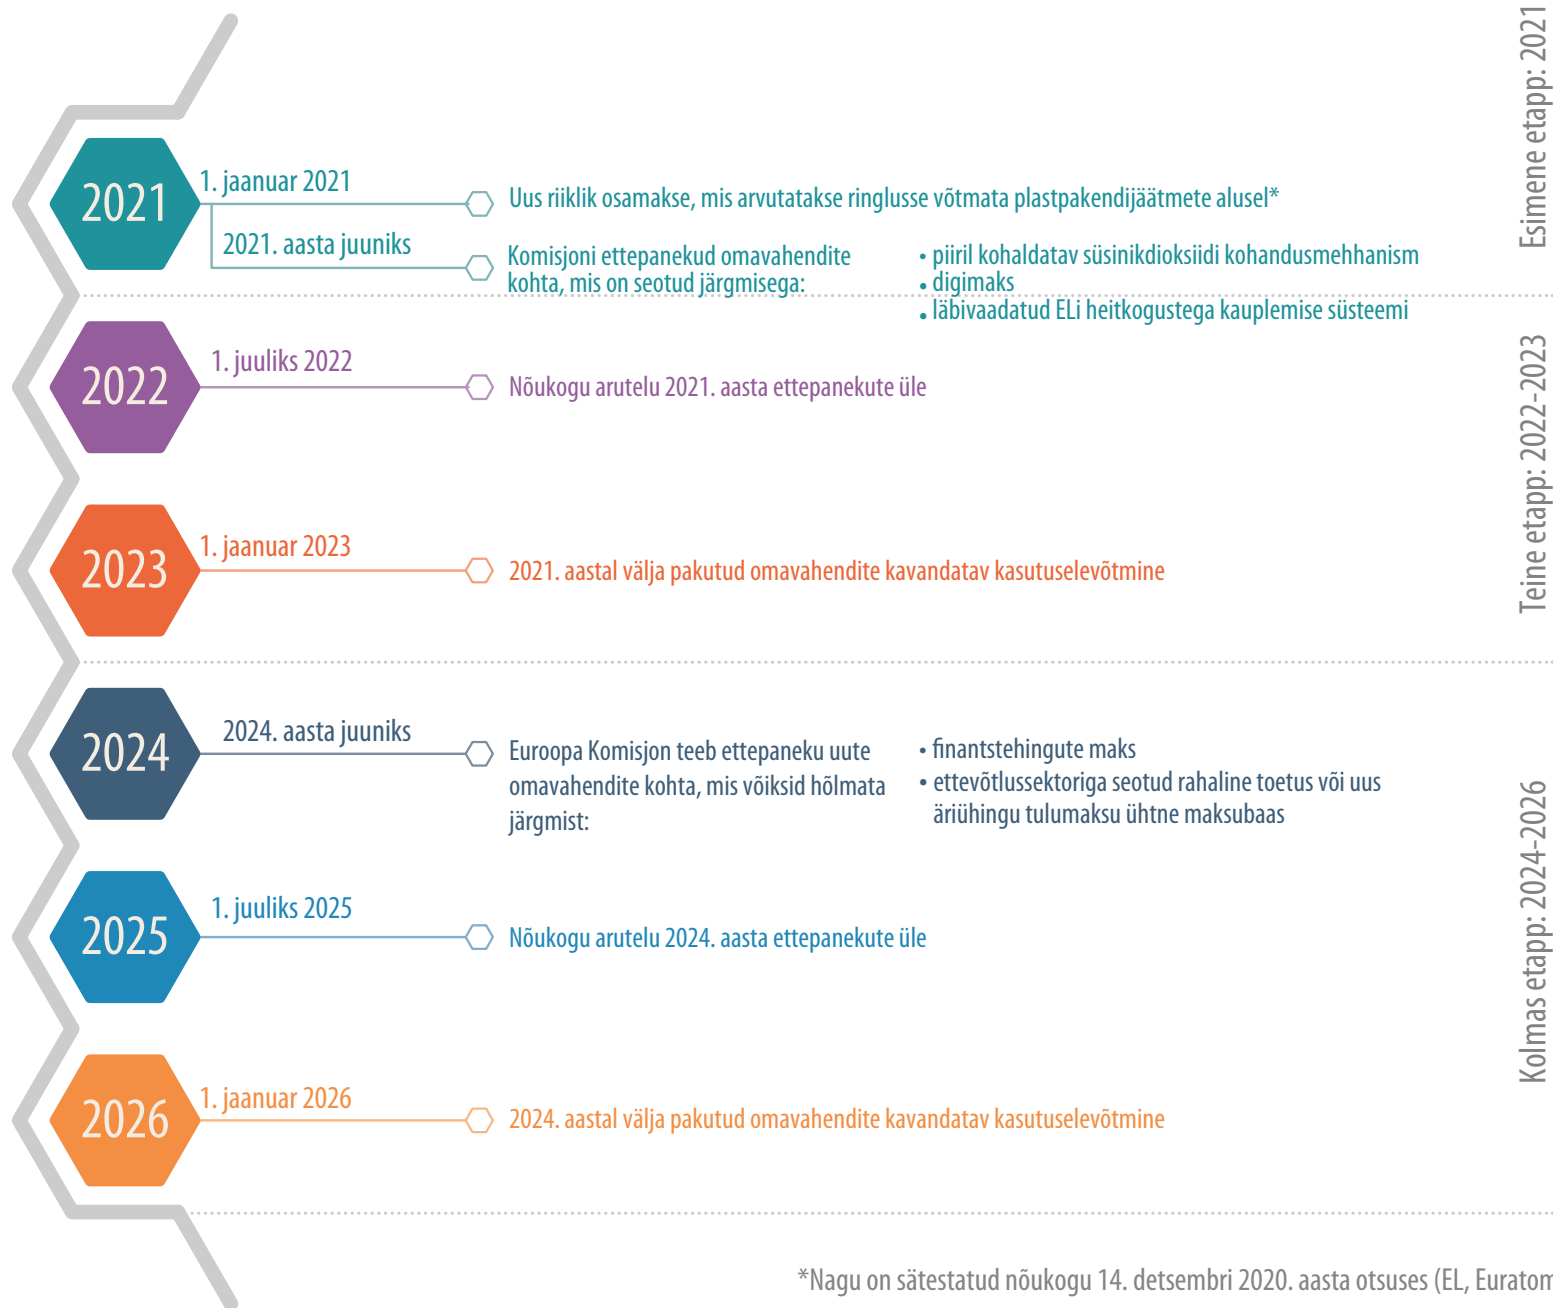 Esimene etapp: 2021
2021
1. jaanuar 2021
Uus riiklik osamakse, mis arvutatakse ringlusse võtmata plastpakendijäätmete alusel*
2021. aasta juuniks
Komisjoni ettepanekud omavahendite
kohta, mis on seotud järgmisega:
• piiril kohaldatav süsinikdioksiidi kohandusmehhanism
• digimaks
• läbivaadatud ELi heitkogustega kauplemise süsteemi
Teine etapp: 2022-2023
2022
1. juuliks 2022
Nõukogu arutelu 2021. aasta ettepanekute üle
2023
1. jaanuar 2023
2021. aastal välja pakutud omavahendite kavandatav kasutuselevõtmine
Kolmas etapp: 2024-2026
2024
2024. aasta juuniks
Euroopa Komisjon teeb ettepaneku uute
omavahendite kohta, mis võiksid hõlmata
järgmist:
• finantstehingute maks
• ettevõtlussektoriga seotud rahaline toetus või uus
äriühingu tulumaksu ühtne maksubaas
2025
1. juuliks 2025
Nõukogu arutelu 2024. aasta ettepanekute üle
2026
1. jaanuar 2026
2024. aastal välja pakutud omavahendite kavandatav kasutuselevõtmine
*Nagu on sätestatud nõukogu 14. detsembri 2020. aasta otsuses (EL, Euratom